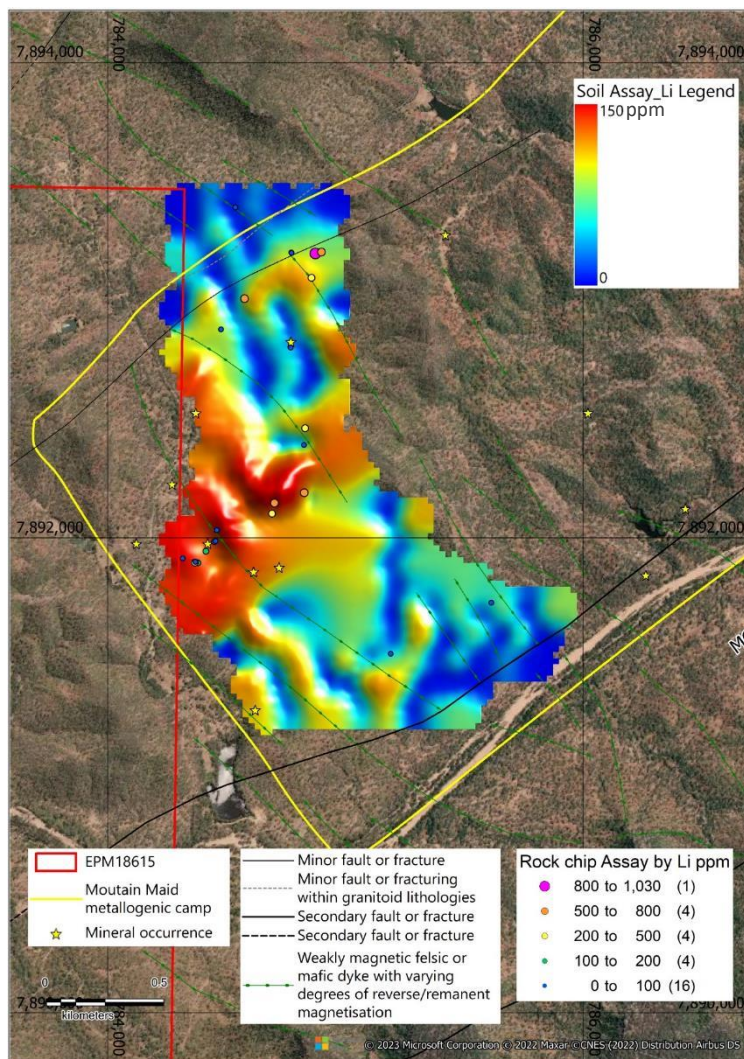 784,000
786,000
7,894,000
7,894,000
Soil Assay_Li Legend
150 ppm
0
7,892,000
7,892,000
EPM18615
Moutain Maid
metallogenic camp
Mineral occurrence
Minor fault or fracture
Minor fault or fracturing
within granitoid lithologies
Secondary fault or fracture
Secondary fault or fracture
Weakly magnetic felsic or
mafic dyke with varying
degrees of reverse/remanent
magnetisation
Rock chip Assay by Li ppm
800 to 1,030 (1)
500 to 800 (4)
200 to 500 (4)
100 to 200 (4)
0 to 100 (16)
0 0.5
kilometers
784,000
© 2023 Microsoft Corporation © 2022 Maxar ©CNES (2022) Distribution Airbus DS